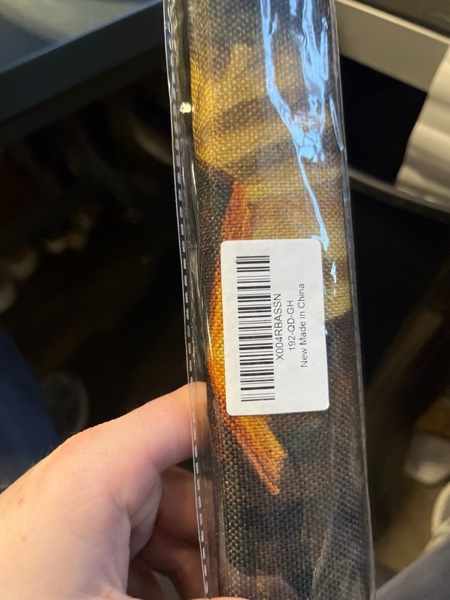 X004RBASSN
192-QD-GH
New Made in China